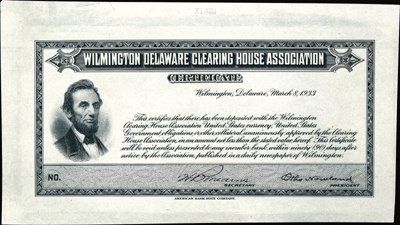 WILMINGTON DELAWARE CLEARING HOUSE ASSOCIATION
CERTIFICATE
Wilmington, Delaware, March 8, 1933
This certifies that there has been deposited with the Wilmington
Clearing House Association United States currency, United States
Government obligations or other collateral unanimously approved by the Clearing
House Association, in an amount not less than the stated value hereof. This Certificate
will be void unless presented to any member bank within ninety (90) days after
notice by the Association, published in a daily newspaper of Wilmington.
NO.
SECRETARY
PRESIDENT
AMERICAN BANK NOTE COMPANY.